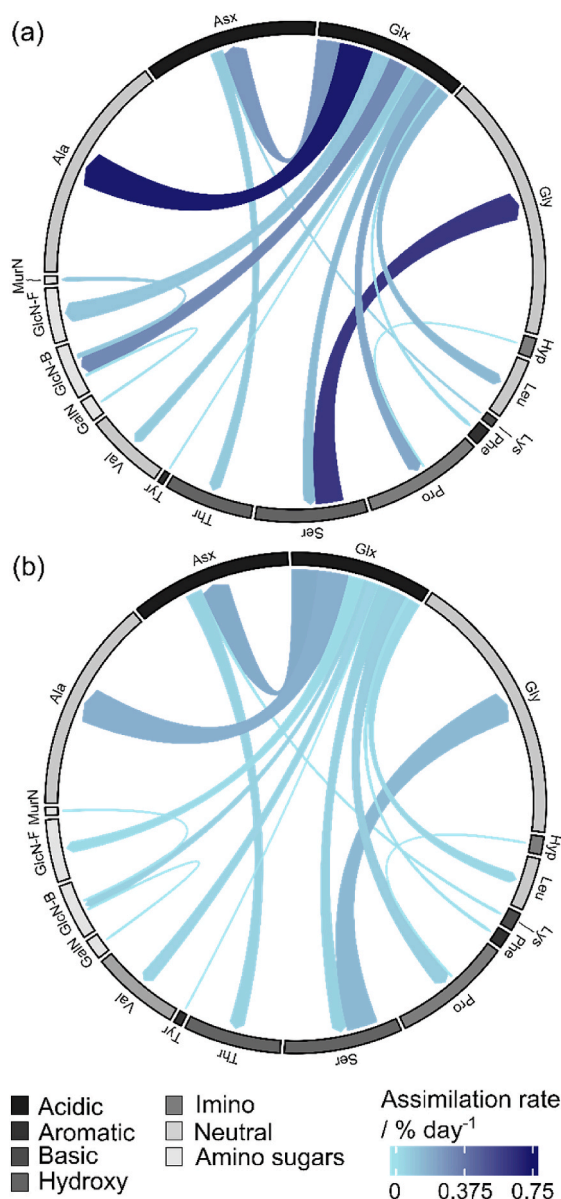 (a)
Asx
Glx
Ala
Gly
MurN
GlcN-F
GlcN-B
GalN
Val
Tyr
Thr
Ser
Pro
Phe
Lys
Leu
Hyp
(b)
Asx
Glx
Ala
Gly
MurN
GlcN-F
GlcN-B
GalN
Val
Tyr
Thr
Ser
Pro
Phe
Lys
Leu
Hyp
Acidic
Aromatic
Basic
Hydroxy
Imino
Neutral
Amino sugars
Assimilation rate
/ % day⁻¹
0 0.375 0.75